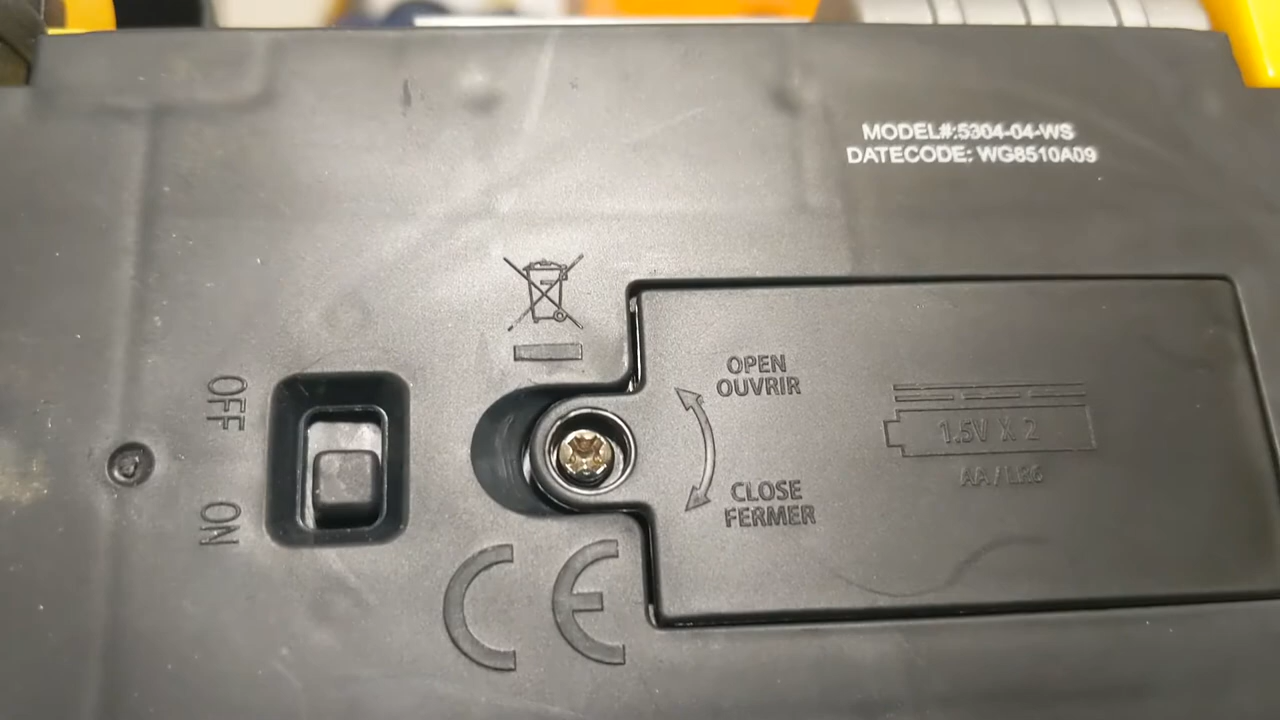 MODEL#:5304-04-WS
DATECODE: WG8510A09
OPEN
OUVRIR
OFF
ON
1.5V X 2
AA/LR6
CLOSE
FERMER
CE